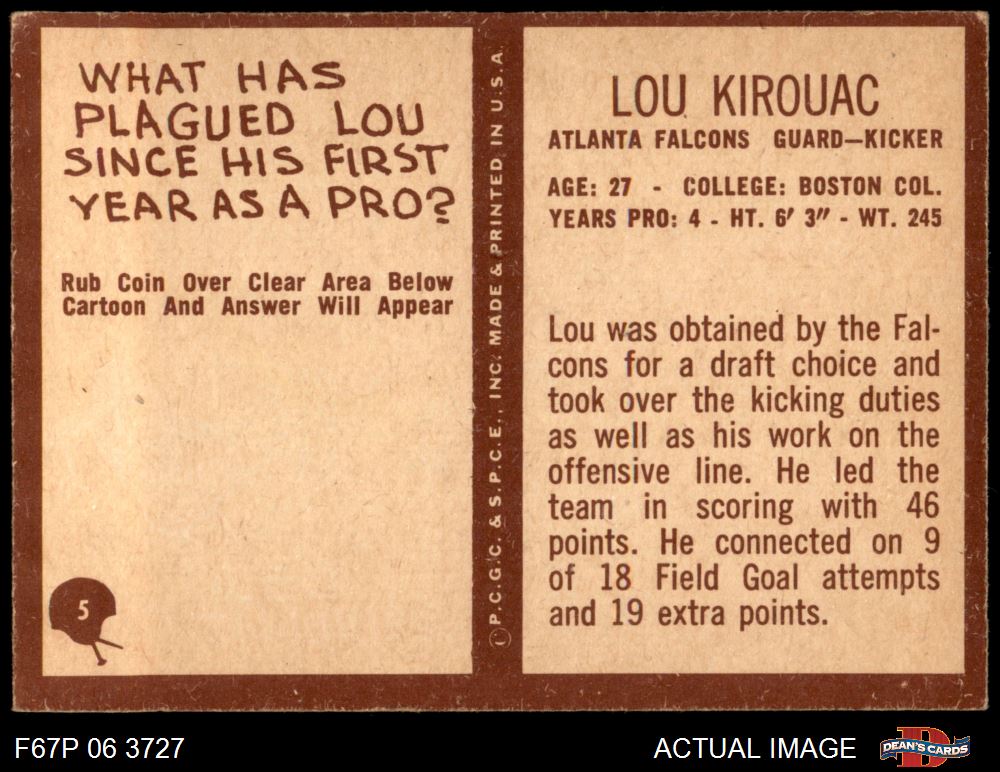 WHAT HAS
PLAGUED LOU
SINCE HIS FIRST
YEAR AS A PRO?
Rub Coin Over Clear Area Below
Cartoon And Answer Will Appear
5
©P.C.G.C. & S.P.C.E., INC. MADE & PRINTED IN U.S.A.
LOU KIROUAC
ATLANTA FALCONS GUARD—KICKER
AGE: 27 - COLLEGE: BOSTON COL.
YEARS PRO: 4 - HT. 6′ 3″ - WT. 245
Lou was obtained by the Fal-
cons for a draft choice and
took over the kicking duties
as well as his work on the
offensive line. He led the
team in scoring with 46
points. He connected on 9
of 18 Field Goal attempts
and 19 extra points.
F67P 06 3727
ACTUAL IMAGE
D
DEAN'S CARDS